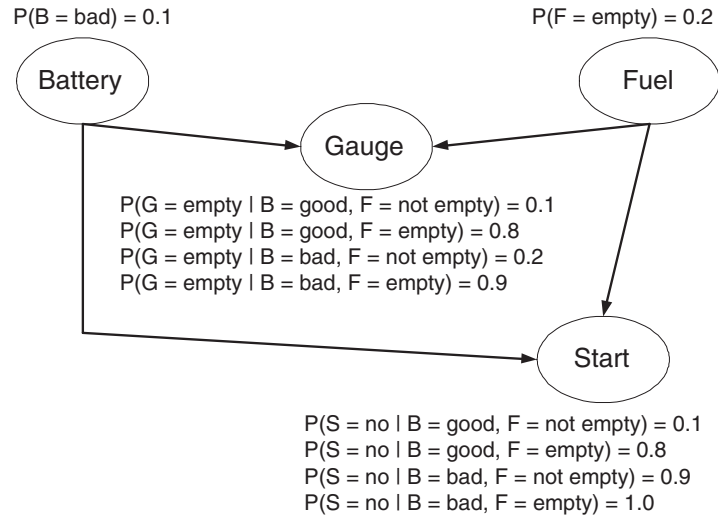 P(B = bad) = 0.1
P(F = empty) = 0.2
Battery
Fuel
Gauge
P(G = empty | B = good, F = not empty) = 0.1
P(G = empty | B = good, F = empty) = 0.8
P(G = empty | B = bad, F = not empty) = 0.2
P(G = empty | B = bad, F = empty) = 0.9
Start
P(S = no | B = good, F = not empty) = 0.1
P(S = no | B = good, F = empty) = 0.8
P(S = no | B = bad, F = not empty) = 0.9
P(S = no | B = bad, F = empty) = 1.0